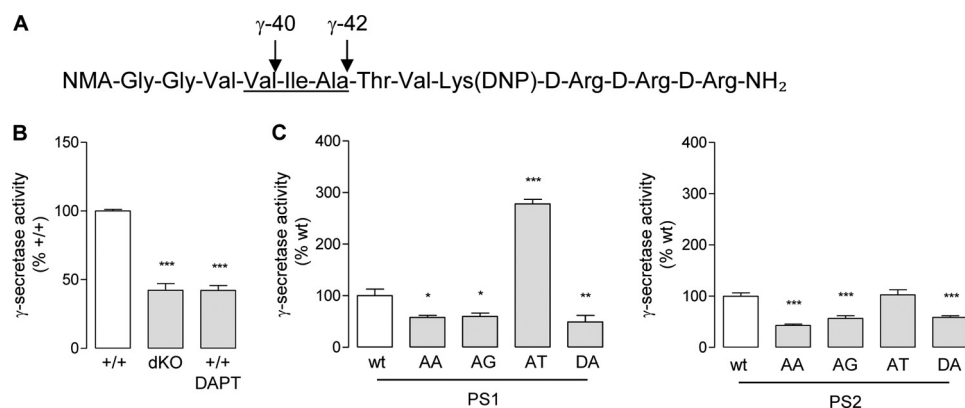 A
γ-40 γ-42
NMA-Gly-Gly-Val-Val-Ile-Ala-Thr-Val-Lys(DNP)-D-Arg-D-Arg-D-Arg-NH₂
B
γ-secretase activity
(% +/+)
150
100
50
0
***
***
+/+ dKO +/+
DAPT
C
γ-secretase activity
(% wt)
400
300
200
100
0
*
*
***
**
wt AA AG AT DA
PS1
γ-secretase activity
(% wt)
400
300
200
100
0
***
***
***
wt AA AG AT DA
PS2